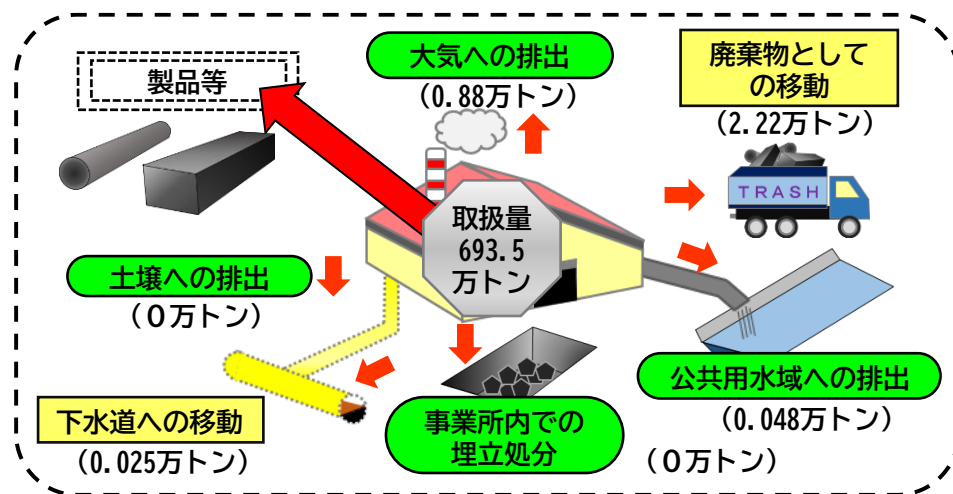 製品等
大気への排出
(0.88万トン)
廃棄物として
の移動
(2.22万トン)
TRASH
取扱量
693.5
万トン
土壌への排出
(０万トン)
公共用水域への排出
(0.048万トン)
下水道への移動
(0.025万トン)
事業所内での
埋立処分
(０万トン)